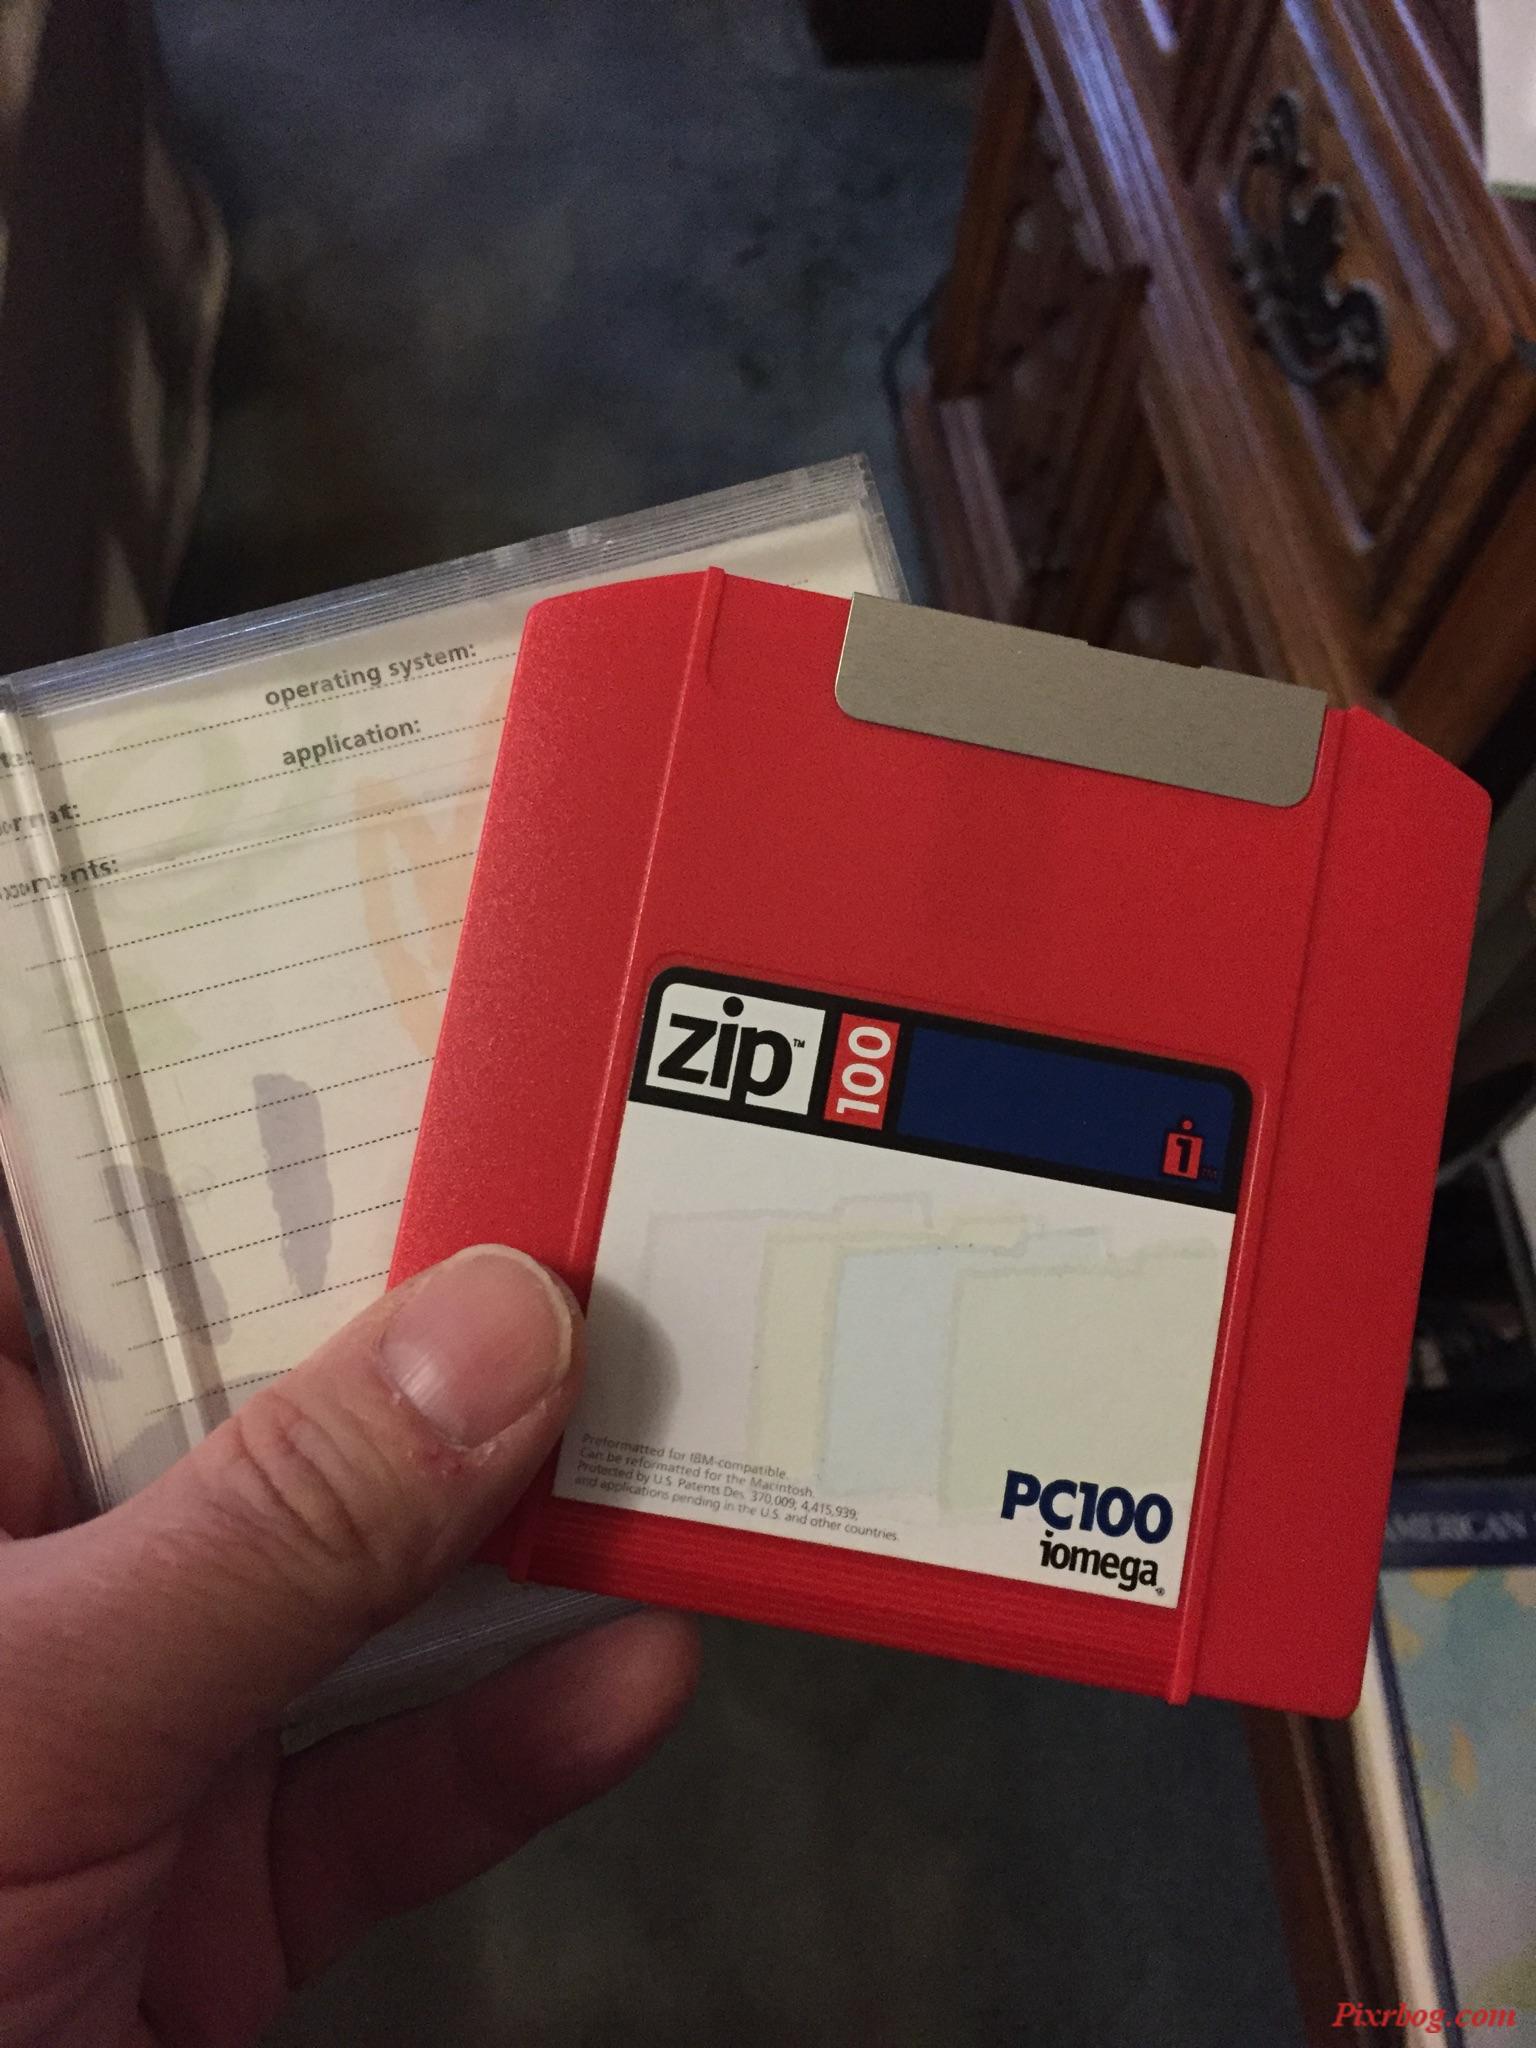 operating system:
application:
zip™ 100
i
Preformatted for IBM-compatible.
Can be reformatted for the Macintosh.
Protected by U.S. Patents Des. 370,009; 4,415,939;
and applications pending in the U.S. and other countries.
PC100
iomega®
AMERICAN
Pixrbog.com